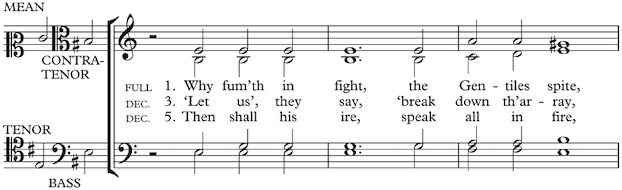 MEAN
CONTRA-
TENOR
FULL 1. Why fum’th in fight, the Gen - tiles spite,
DEC. 3. ‘Let us’, they say, ‘break down th’ar - ray,
DEC. 5. Then shall his ire, speak all in fire,
TENOR
BASS